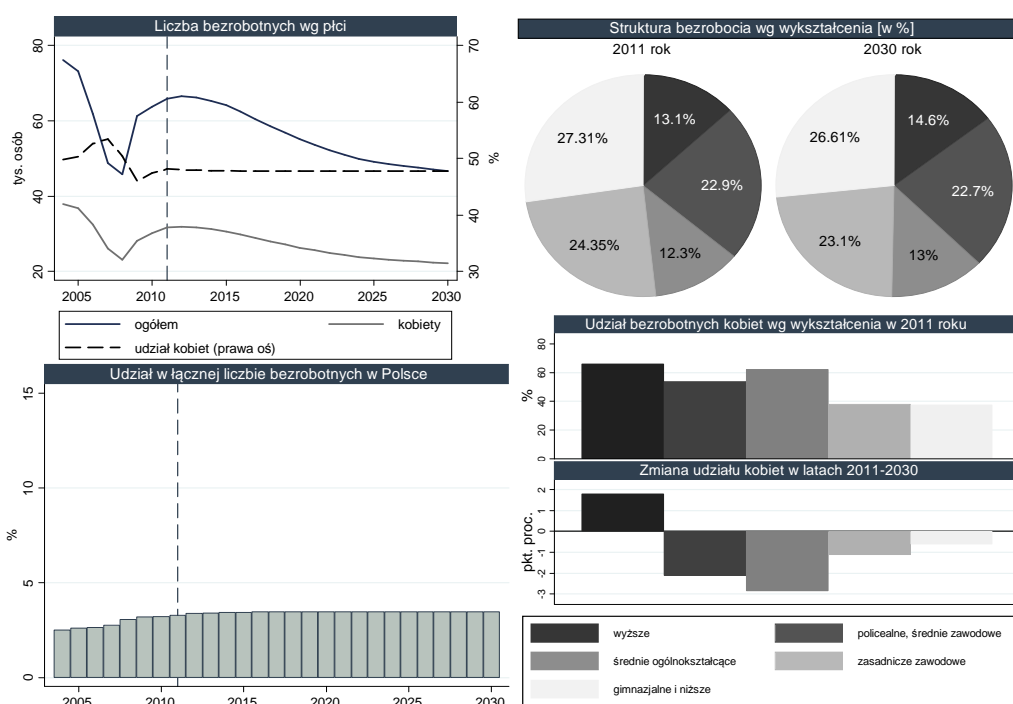 Liczba bezrobotnych wg płci
80
60
40
20
tys. osób
70
60
50
40
30
%
2005 2010 2015 2020 2025 2030
ogółem kobiety
udział kobiet (prawa oś)
Udział w łącznej liczbie bezrobotnych w Polsce
15
10
5
0
%
2005 2010 2015 2020 2025 2030
Struktura bezrobocia wg wykształcenia [w %]
2011 rok 2030 rok
13.1%
22.9%
12.3%
24.35%
27.31%
14.6%
22.7%
13%
23.1%
26.61%
Udział bezrobotnych kobiet wg wykształcenia w 2011 roku
80
60
40
20
0
%
Zmiana udziału kobiet w latach 2011-2030
2
1
0
-1
-2
-3
pkt. proc.
wyższe policealne, średnie zawodowe
średnie ogólnokształcące zasadnicze zawodowe
gimnazjalne i niższe